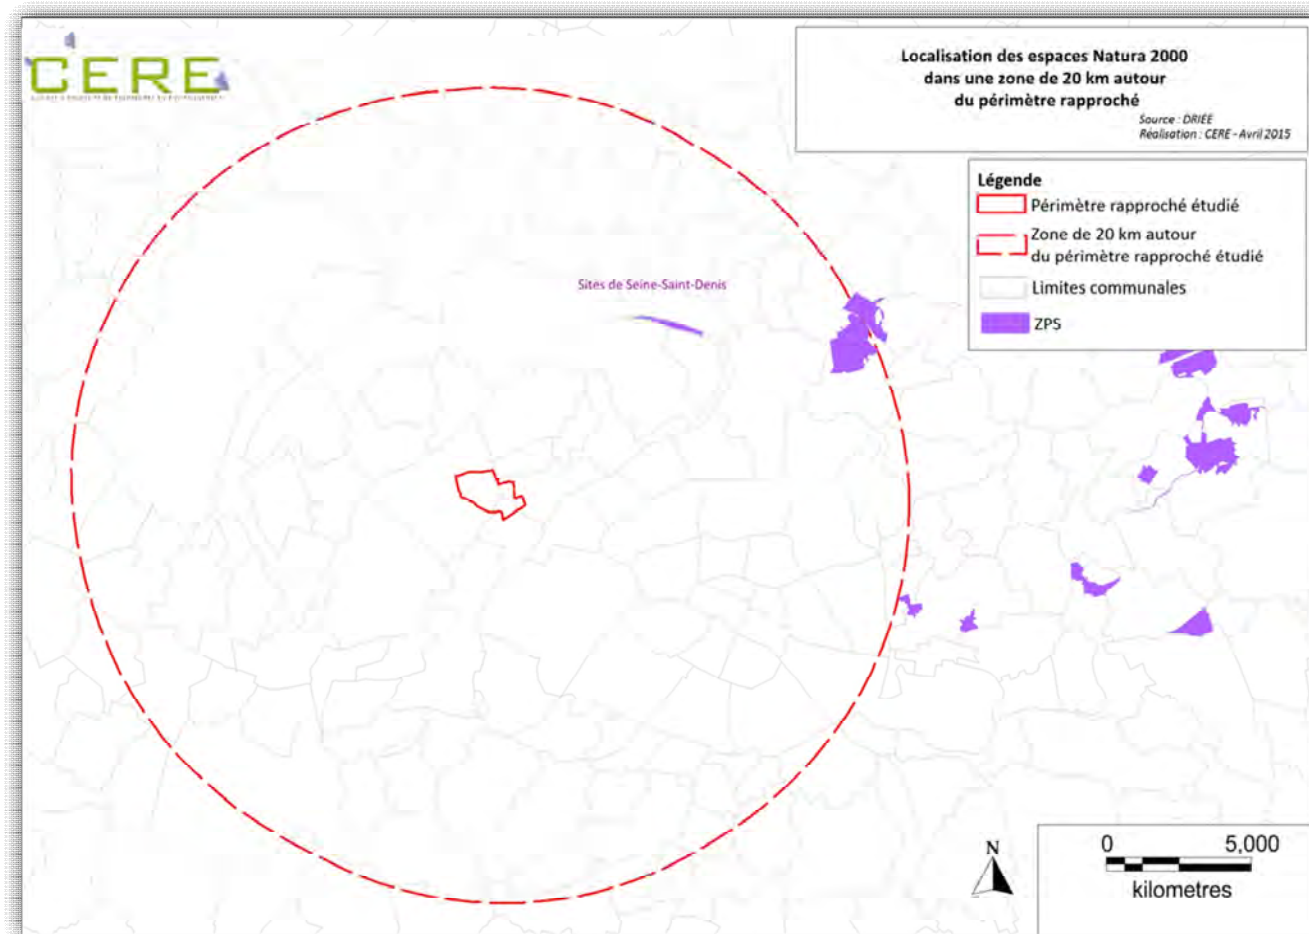 CERE
Localisation des espaces Natura 2000
dans une zone de 20 km autour
du périmètre rapproché
Source : DRIEE
Réalisation : CERE - Avril 2015
Légende
Périmètre rapproché étudié
Zone de 20 km autour
du périmètre rapproché étudié
Limites communales
ZPS
Sites de Seine-Saint-Denis
N
0 5,000
kilometres